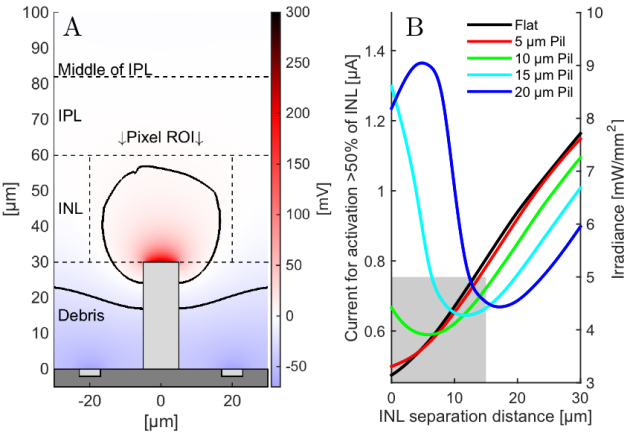 A
100
90
80
70
60
50
40
30
20
10
0
[µm]
Middle of IPL
IPL
↓Pixel ROI↓
INL
Debris
-20
0
20
[µm]
300
250
200
150
100
50
0
-50
[mV]
B
Flat
5 µm Pil
10 µm Pil
15 µm Pil
20 µm Pil
1.4
1.2
1
0.8
0.6
Current for activation >50% of INL [µA]
0
10
20
30
INL separation distance [µm]
10
9
8
7
6
5
4
3
Irradiance [mW/mm²]